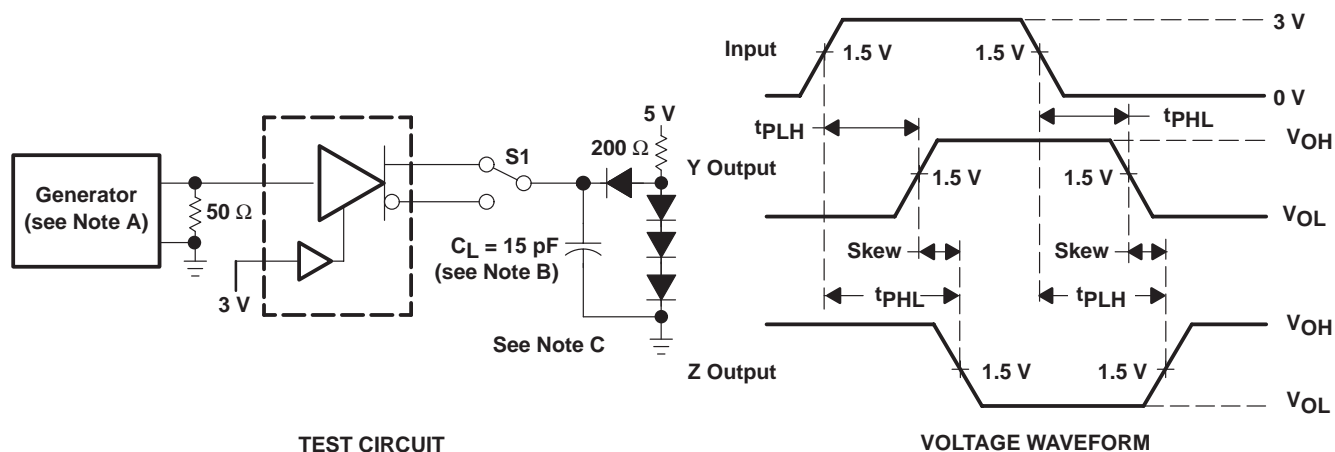 Generator
(see Note A)
50 Ω
3 V
S1
5 V
200 Ω
CL = 15 pF
(see Note B)
See Note C
TEST CIRCUIT
Input
1.5 V
1.5 V
3 V
0 V
tPLH
tPHL
Y Output
1.5 V
1.5 V
VOH
VOL
Skew
Skew
tPHL
tPLH
Z Output
1.5 V
1.5 V
VOH
VOL
VOLTAGE WAVEFORM